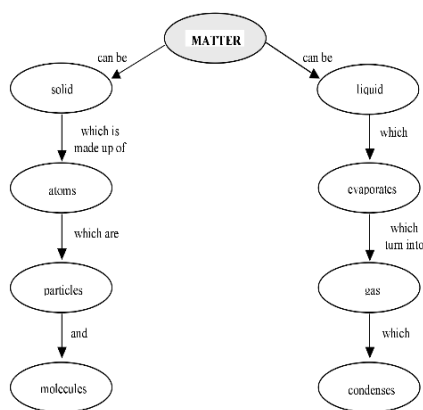 MATTER
can be
can be
solid
liquid
which is
made up of
which
atoms
evaporates
which are
which
turn into
particles
gas
and
which
molecules
condenses